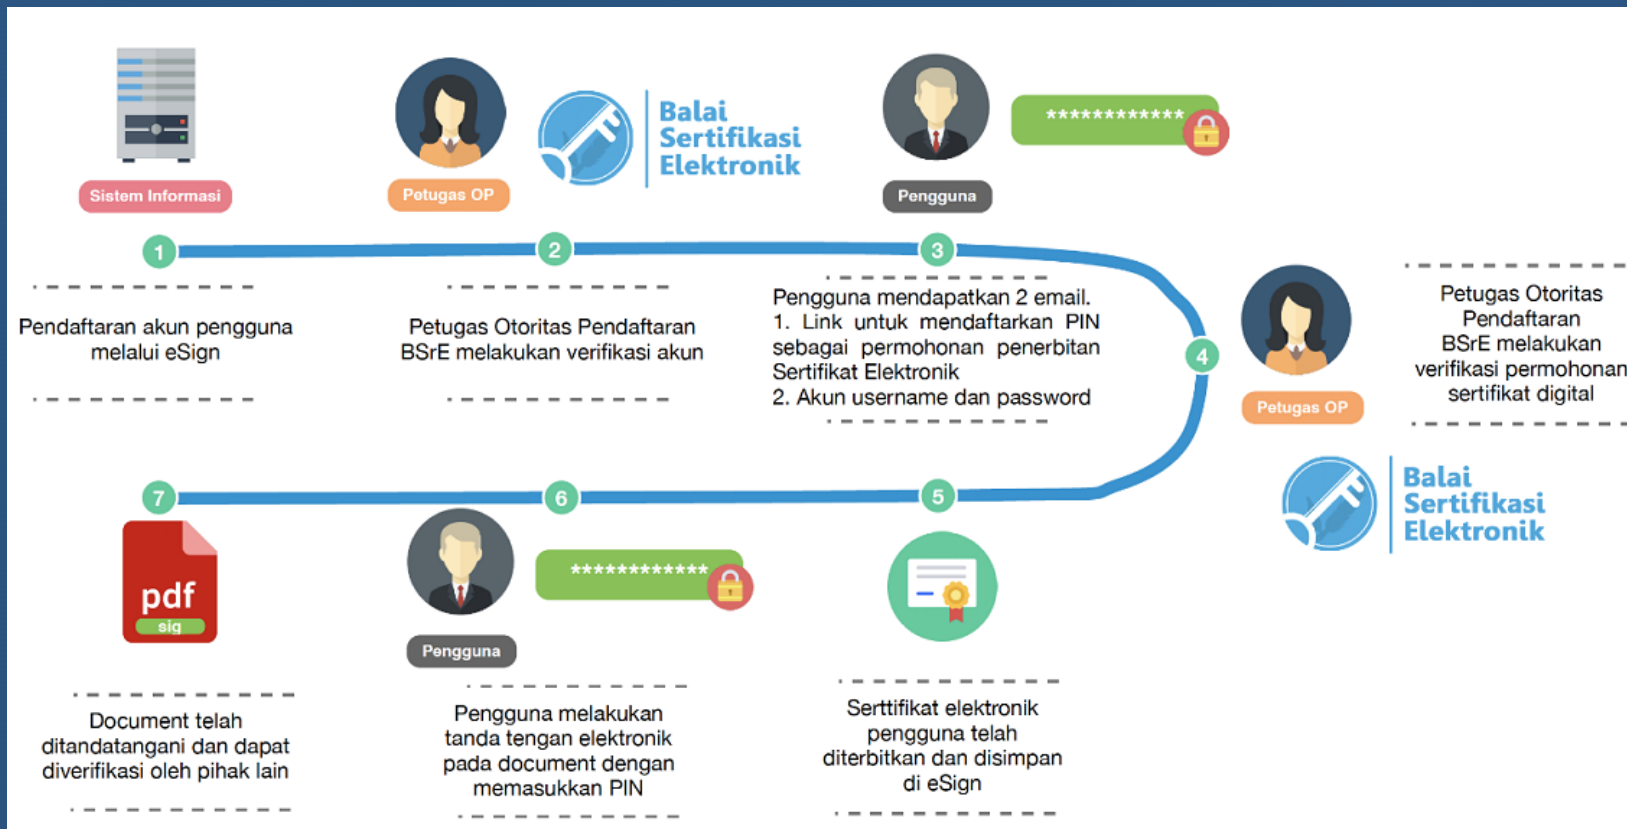 Sistem Informasi
Petugas OP
Balai
Sertifikasi
Elektronik
Pengguna
************
1
2
3
Pendaftaran akun pengguna
melalui eSign
Petugas Otoritas Pendaftaran
BSrE melakukan verifikasi akun
Pengguna mendapatkan 2 email.
1. Link untuk mendaftarkan PIN
sebagai permohonan penerbitan
Sertifikat Elektronik
2. Akun username dan password
4
Petugas OP
Petugas Otoritas
Pendaftaran
BSrE melakukan
verifikasi permohonan
sertifikat digital
Balai
Sertifikasi
Elektronik
7
6
5
pdf
sig
Pengguna
************
Document telah
ditandatangani dan dapat
diverifikasi oleh pihak lain
Pengguna melakukan
tanda tengan elektronik
pada document dengan
memasukkan PIN
Serttifikat elektronik
pengguna telah
diterbitkan dan disimpan
di eSign